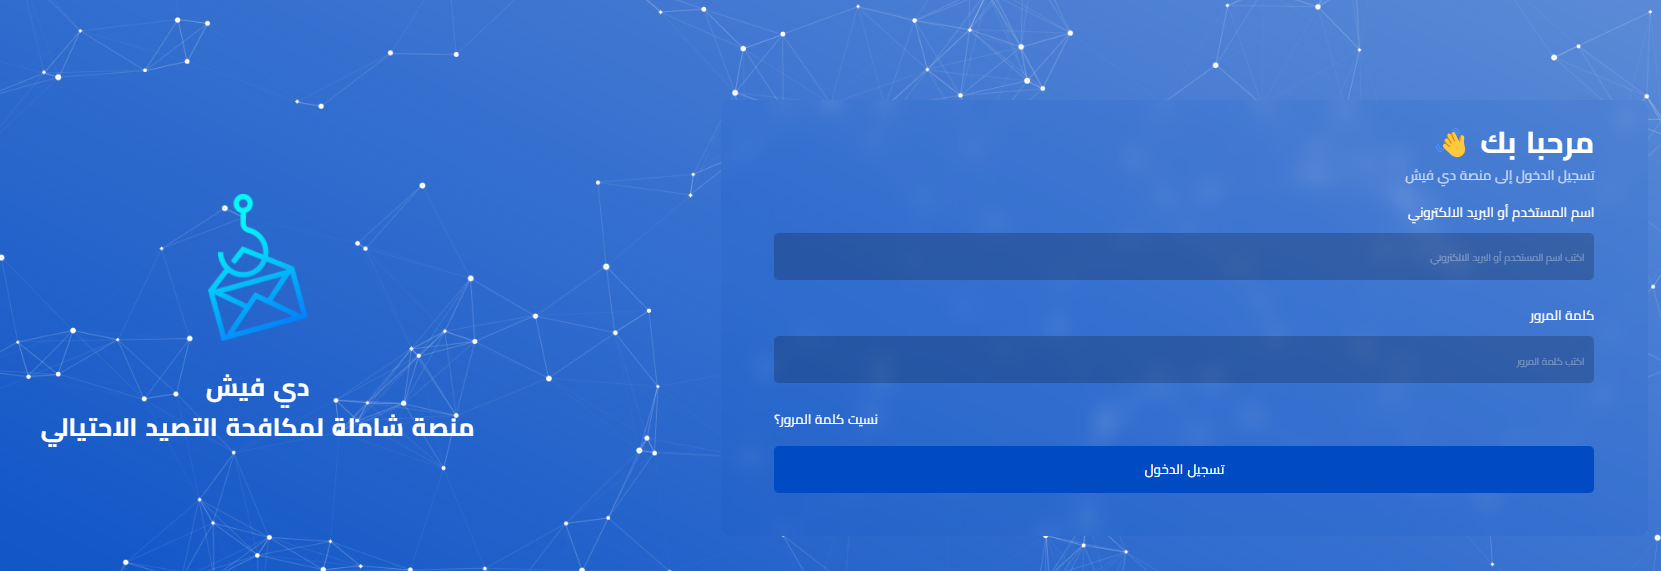 مرحبا بك 👋
تسجيل الدخول إلى منصة دي فيش
اسم المستخدم أو البريد الالكتروني
اكتب اسم المستخدم أو البريد الالكتروني
كلمة المرور
اكتب كلمة المرور
نسيت كلمة المرور؟
تسجيل الدخول
دي فيش
منصة شاملة لمكافحة التصيد الاحتيالي